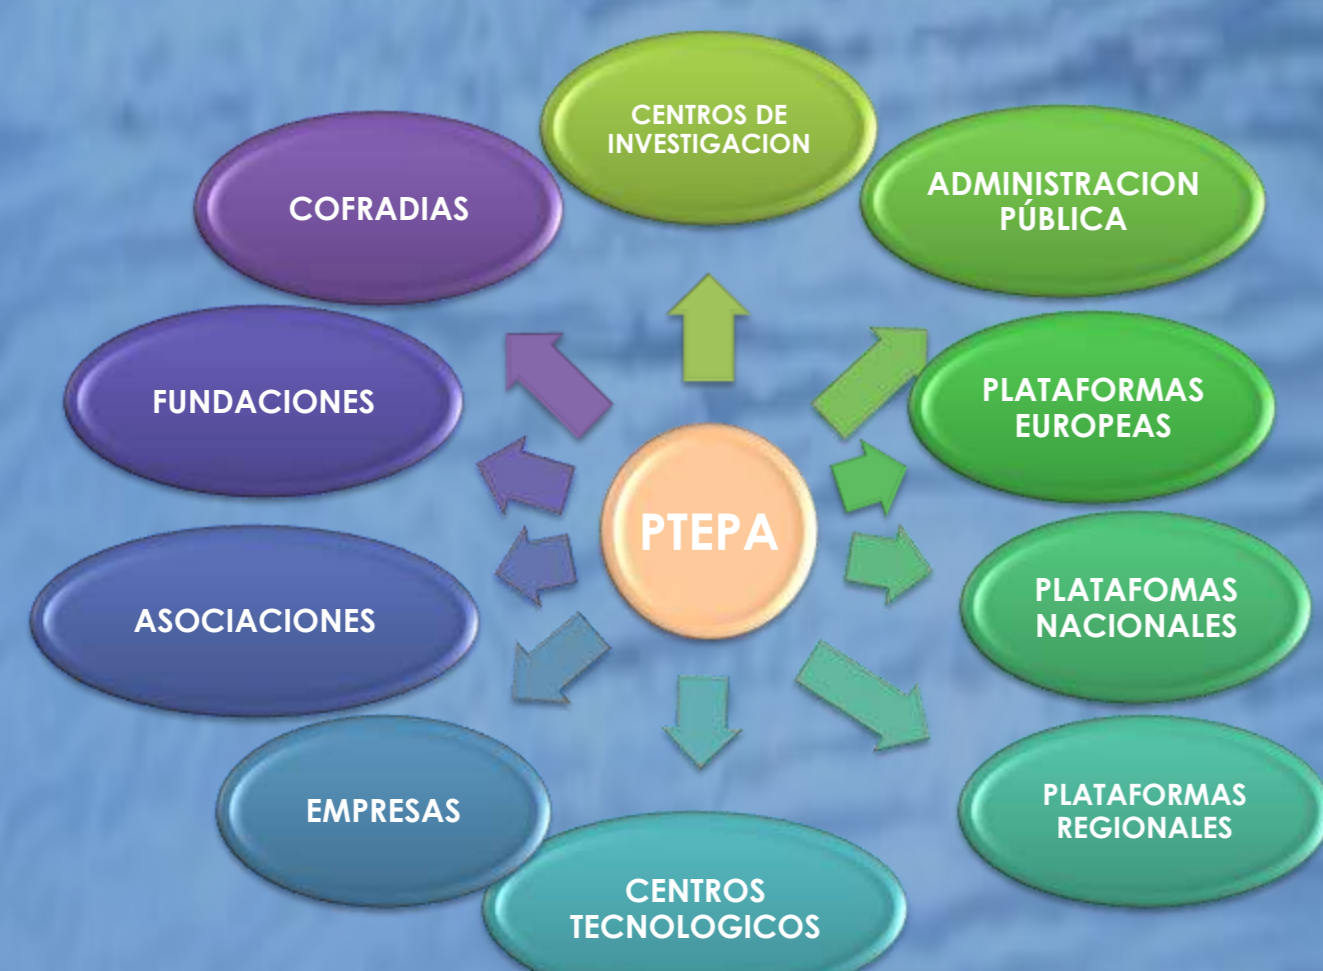 CENTROS DE
INVESTIGACION
ADMINISTRACION
PÚBLICA
PLATAFORMAS
EUROPEAS
PLATAFOMAS
NACIONALES
PLATAFORMAS
REGIONALES
CENTROS
TECNOLOGICOS
EMPRESAS
ASOCIACIONES
FUNDACIONES
COFRADIAS
PTEPA